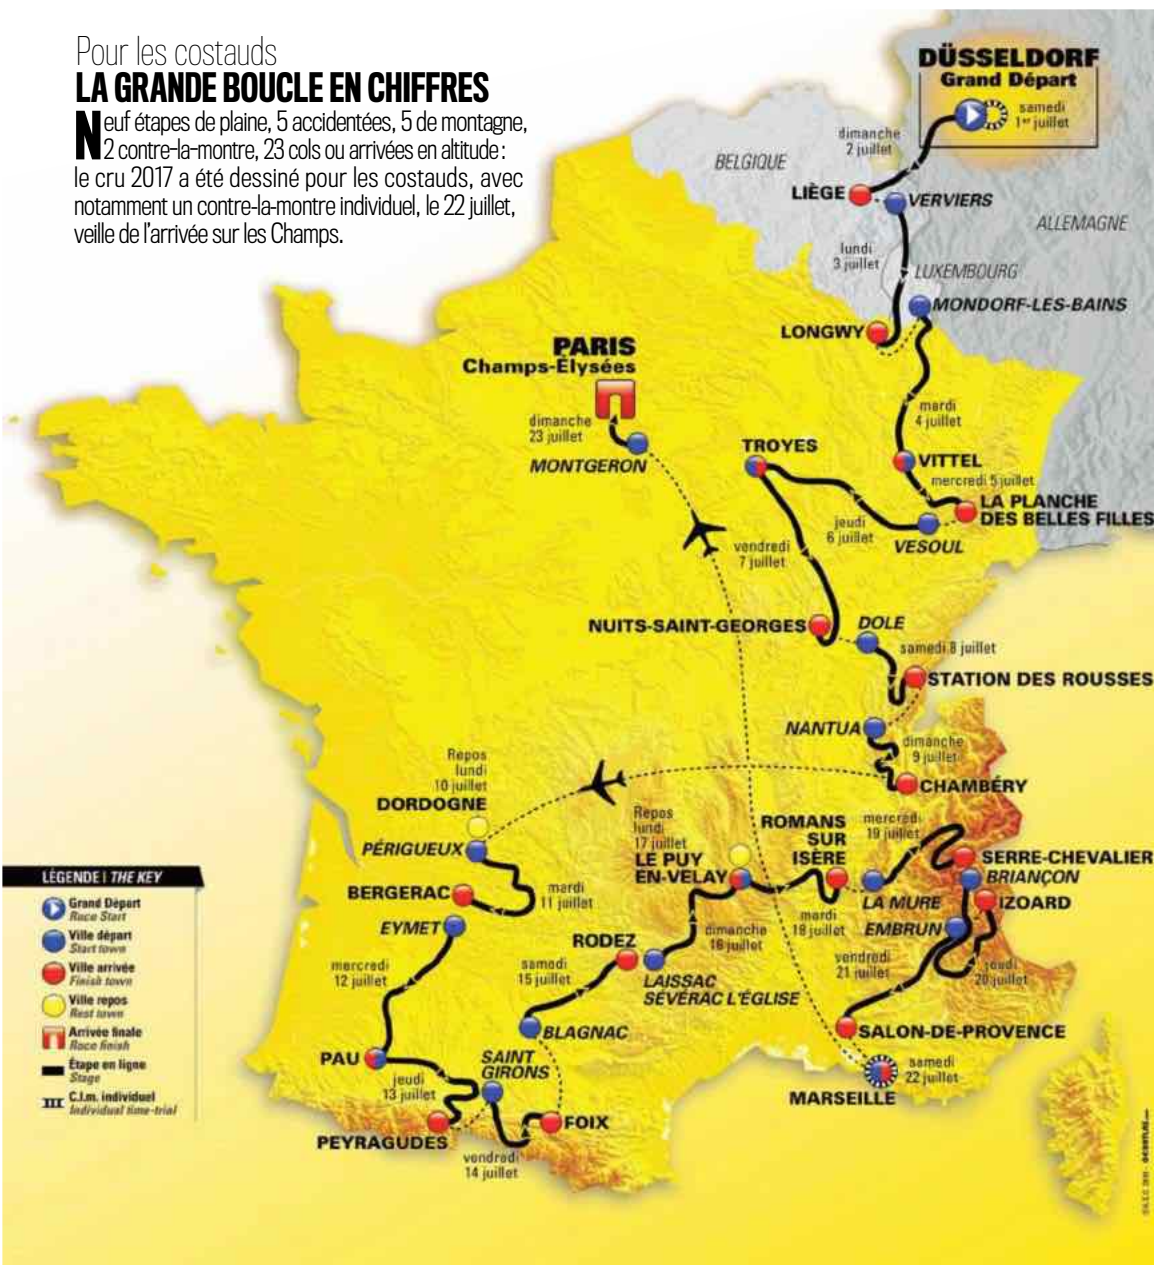 Pour les costauds
LA GRANDE BOUCLE EN CHIFFRES
Neuf étapes de plaine, 5 accidentées, 5 de montagne,
2 contre-la-montre, 23 cols ou arrivées en altitude :
le cru 2017 a été dessiné pour les costauds, avec
notamment un contre-la-montre individuel, le 22 juillet,
veille de l'arrivée sur les Champs.
DÜSSELDORF
Grand Départ
samedi
1er juillet
dimanche
2 juillet
BELGIQUE
LIÈGE
VERVIERS
ALLEMAGNE
lundi
3 juillet
LUXEMBOURG
MONDORF-LES-BAINS
LONGWY
PARIS
Champs-Élysées
dimanche
23 juillet
MONTGERON
mardi
4 juillet
TROYES
VITTEL
mercredi 5 juillet
LA PLANCHE
DES BELLES FILLES
jeudi
6 juillet
VESOUL
vendredi
7 juillet
NUITS-SAINT-GEORGES
DOLE
samedi 8 juillet
STATION DES ROUSSES
NANTUA
dimanche
9 juillet
CHAMBÉRY
Repos
lundi
10 juillet
DORDOGNE
PÉRIGUEUX
BERGERAC
mardi
11 juillet
EYMET
Repos
lundi
17 juillet
LE PUY
EN-VELAY
ROMANS
SUR
ISÈRE
mercredi
19 juillet
SERRE-CHEVALIER
BRIANÇON
LA MURE
IZOARD
mardi
18 juillet
EMBRUN
dimanche
16 juillet
vendredi
21 juillet
jeudi
20 juillet
RODEZ
LAISSAC
SÉVÉRAC L'ÉGLISE
samedi
15 juillet
mercredi
12 juillet
BLAGNAC
SALON-DE-PROVENCE
PAU
SAINT
GIRONS
jeudi
13 juillet
samedi
22 juillet
MARSEILLE
PEYRAGUDES
FOIX
vendredi
14 juillet
LÉGENDE | THE KEY
Grand Départ
Race Start
Ville départ
Start town
Ville arrivée
Finish town
Ville repos
Rest town
Arrivée finale
Race finish
Étape en ligne
Stage
C.l.m. individuel
Individual time-trial